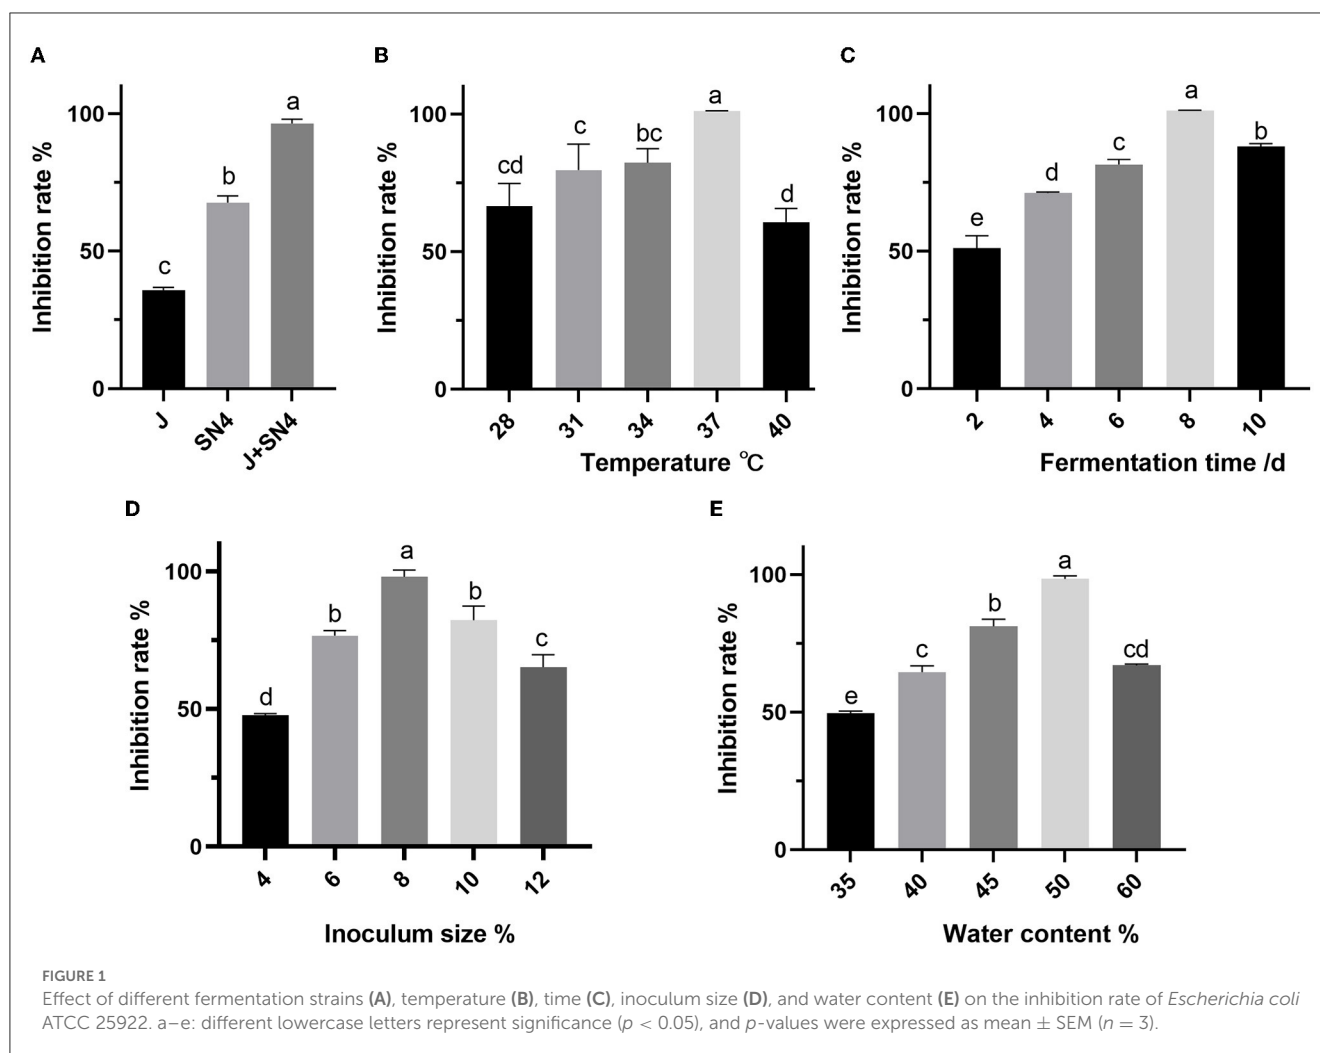 A
Inhibition rate %
100
50
0
c
b
a
J
SN4
J+SN4
B
Inhibition rate %
100
50
0
cd
c
bc
a
d
28
31
34
37
40
Temperature ℃
C
Inhibition rate %
100
50
0
e
d
c
a
b
2
4
6
8
10
Fermentation time /d
D
Inhibition rate %
100
50
0
d
b
a
b
c
4
6
8
10
12
Inoculum size %
E
Inhibition rate %
100
50
0
e
c
b
a
cd
35
40
45
50
60
Water content %
FIGURE 1
Effect of different fermentation strains (A), temperature (B), time (C), inoculum size (D), and water content (E) on the inhibition rate of Escherichia coli
ATCC 25922. a–e: different lowercase letters represent significance (p < 0.05), and p-values were expressed as mean ± SEM (n = 3).